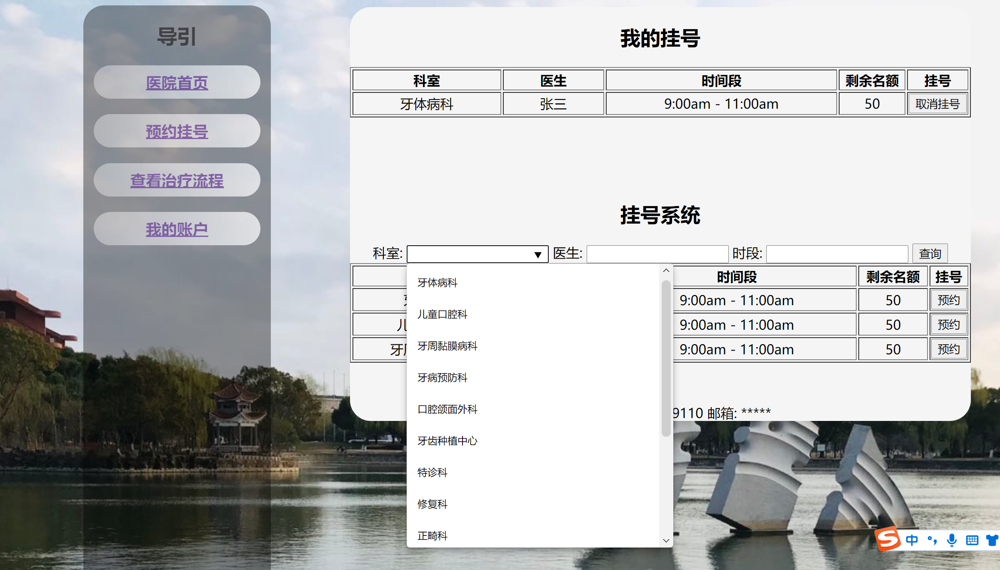 导引
医院首页
预约挂号
查看治疗流程
我的账户
我的挂号
科室 医生 时间段 剩余名额 挂号
牙体病科 张三 9:00am - 11:00am 50 取消挂号
挂号系统
科室: 医生: 时段: 查询
时间段 剩余名额 挂号
9:00am - 11:00am 50 预约
儿 9:00am - 11:00am 50 预约
牙 9:00am - 11:00am 50 预约
牙体病科
儿童口腔科
牙周黏膜病科
牙病预防科
口腔颌面外科
牙齿种植中心
特诊科
修复科
正畸科
9110 邮箱: *****
S 中